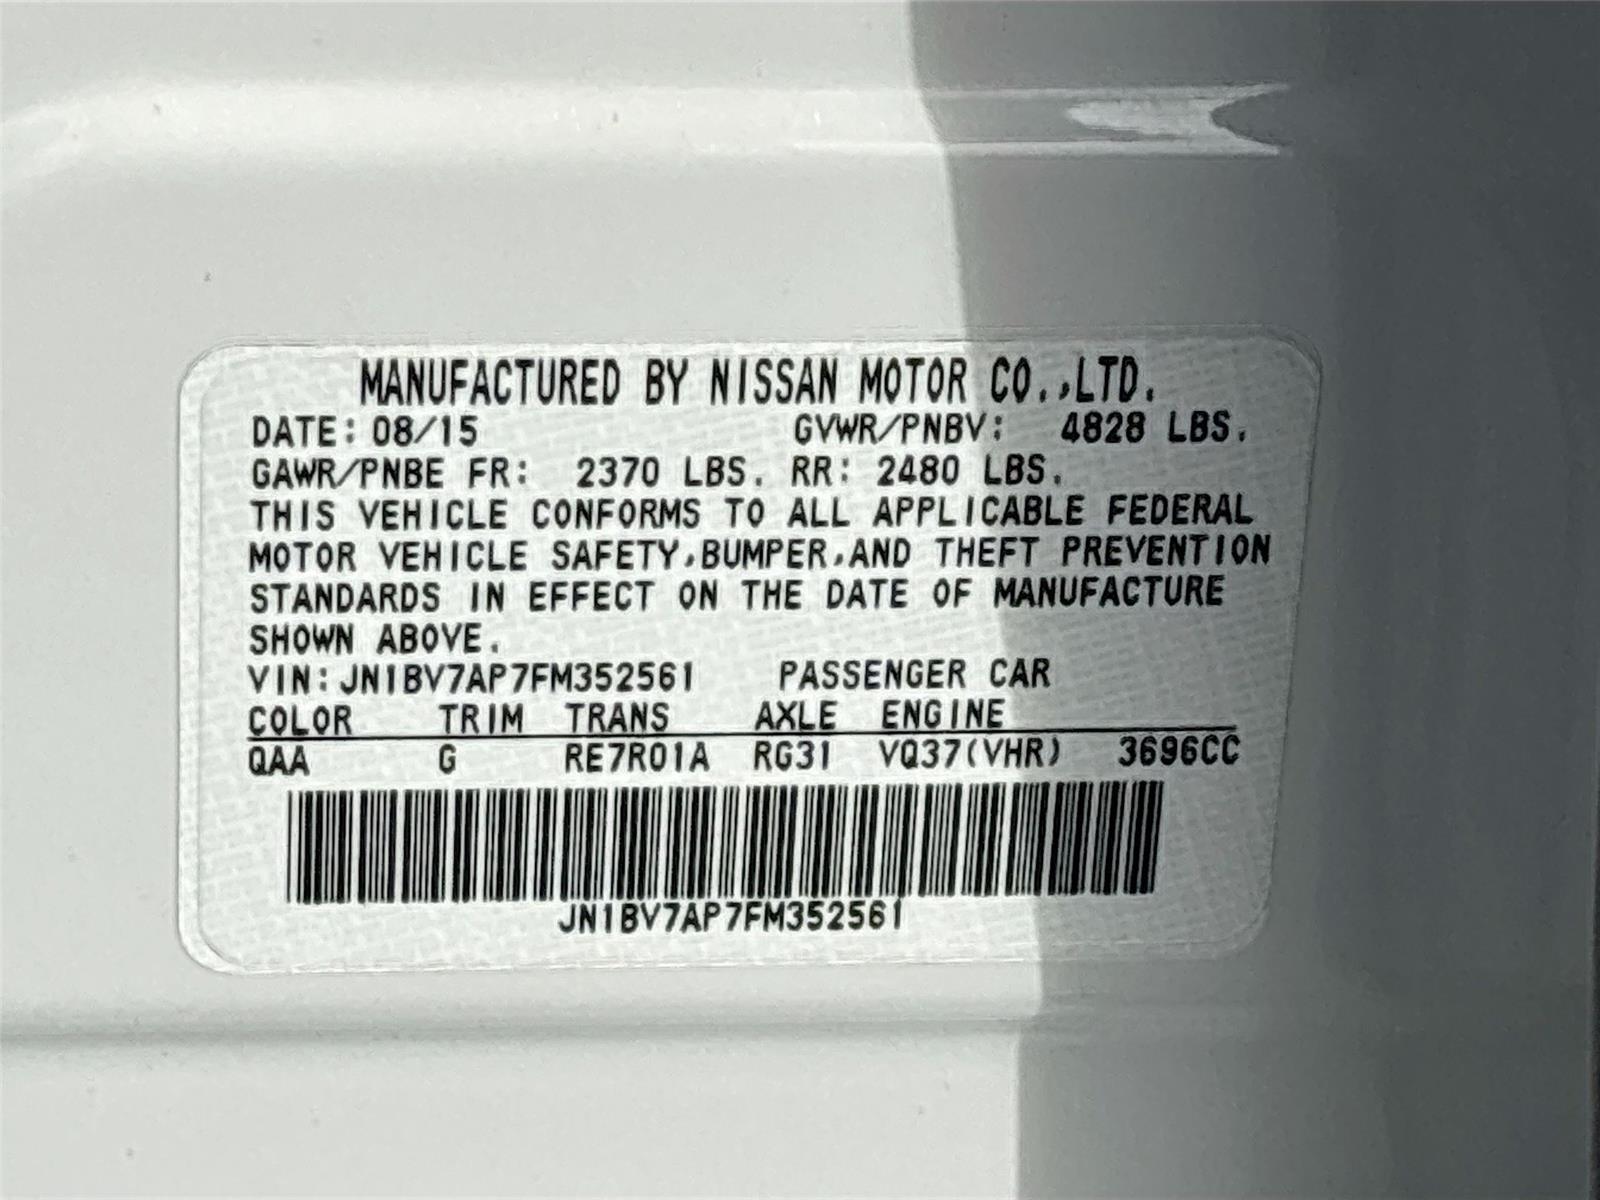 MANUFACTURED BY NISSAN MOTOR CO.,LTD.
DATE: 08/15 GVWR/PNBV: 4828 LBS.
GAWR/PNBE FR: 2370 LBS. RR: 2480 LBS.
THIS VEHICLE CONFORMS TO ALL APPLICABLE FEDERAL
MOTOR VEHICLE SAFETY,BUMPER,AND THEFT PREVENTION
STANDARDS IN EFFECT ON THE DATE OF MANUFACTURE
SHOWN ABOVE.
VIN:JN1BV7AP7FM352561 PASSENGER CAR
COLOR TRIM TRANS AXLE ENGINE
QAA G RE7R01A RG31 VQ37(VHR) 3696CC
JN1BV7AP7FM352561